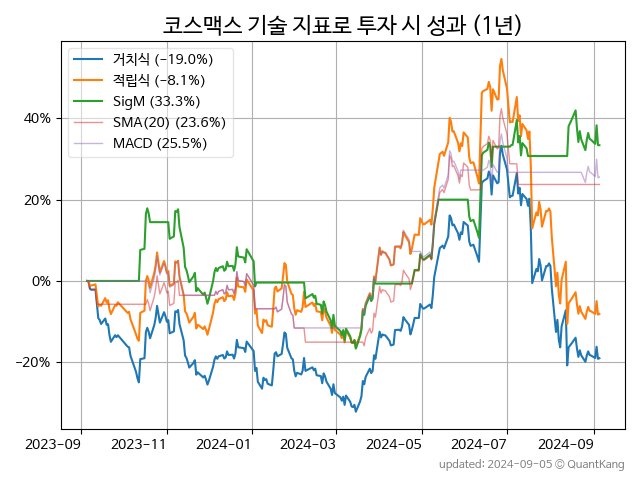 코스맥스 기술 지표로 투자 시 성과 (1년)
거치식 (−19.0%)
적립식 (−8.1%)
SigM (33.3%)
SMA(20) (23.6%)
MACD (25.5%)
40%
20%
0%
−20%
2023−09 2023−11 2024−01 2024−03 2024−05 2024−07 2024−09
updated: 2024−09−05 © QuantKang